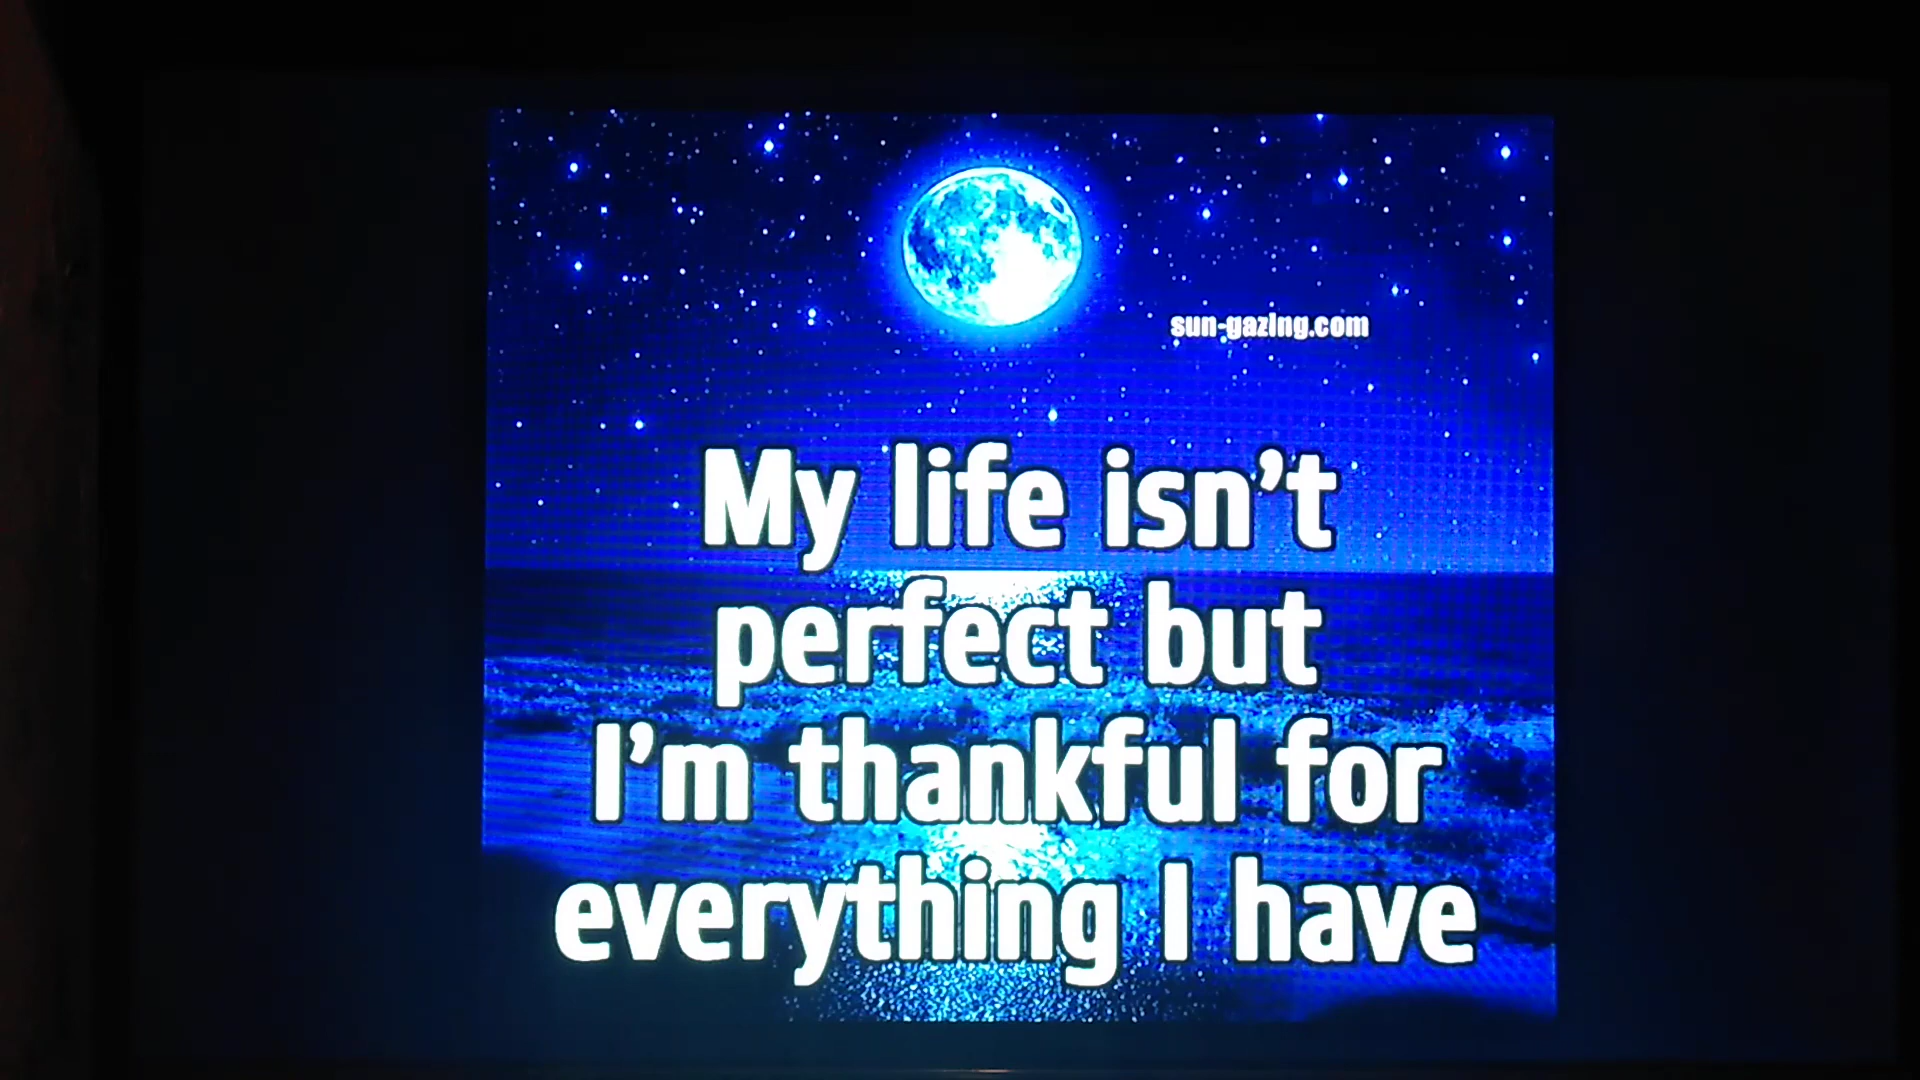 sun-gazing.com
My life isn't
perfect but
I'm thankful for
everything I have